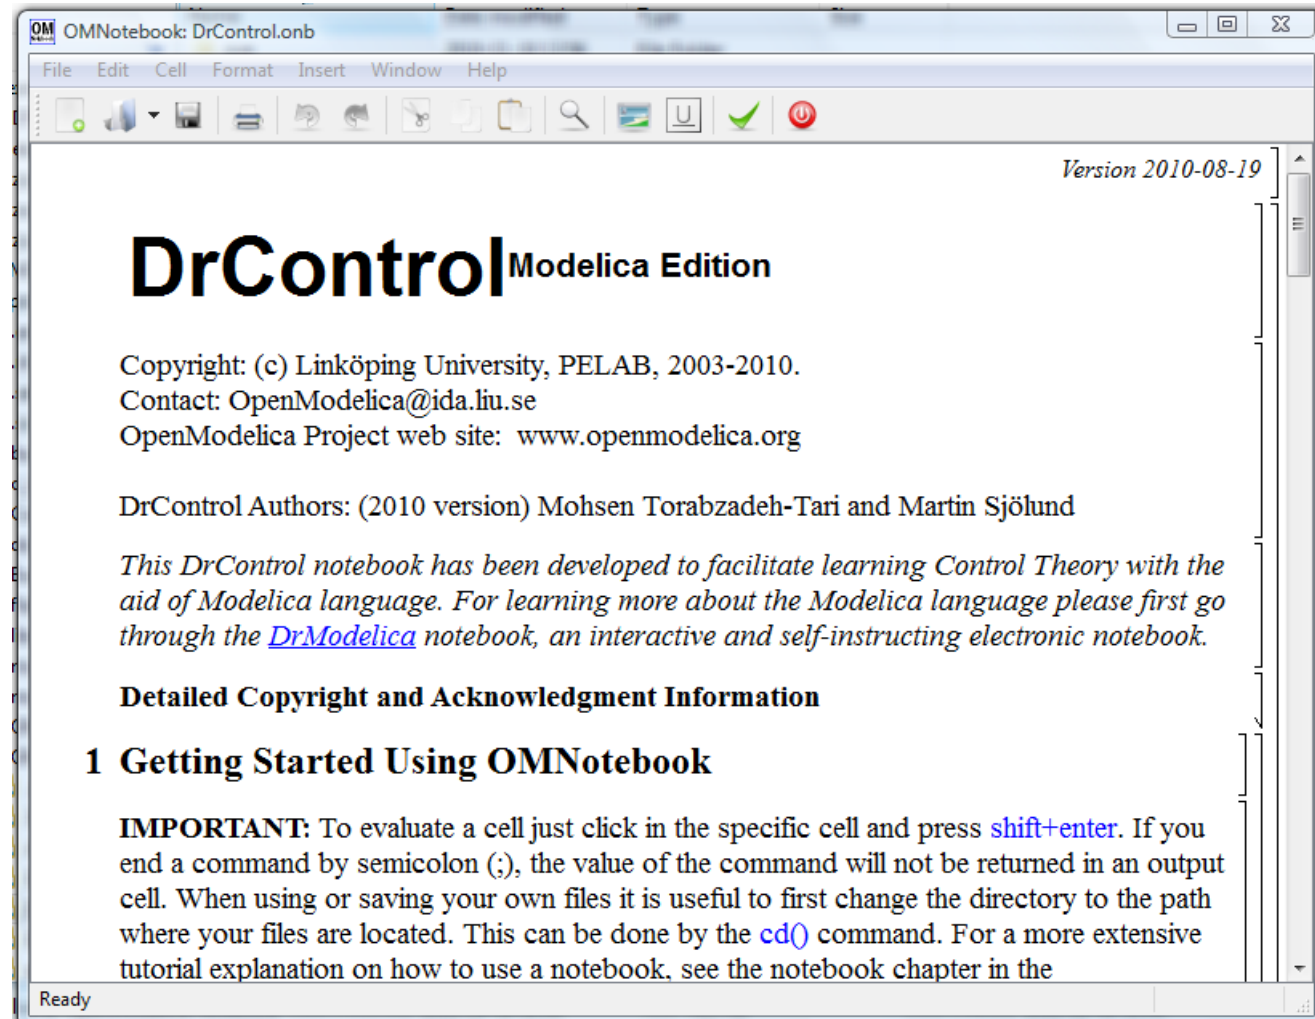 OMNotebook: DrControl.onb
File Edit Cell Format Insert Window Help
Version 2010-08-19
DrControl Modelica Edition
Copyright: (c) Linköping University, PELAB, 2003-2010.
Contact: OpenModelica@ida.liu.se
OpenModelica Project web site: www.openmodelica.org
DrControl Authors: (2010 version) Mohsen Torabzadeh-Tari and Martin Sjölund
This DrControl notebook has been developed to facilitate learning Control Theory with the
aid of Modelica language. For learning more about the Modelica language please first go
through the DrModelica notebook, an interactive and self-instructing electronic notebook.
Detailed Copyright and Acknowledgment Information
1 Getting Started Using OMNotebook
IMPORTANT: To evaluate a cell just click in the specific cell and press shift+enter. If you
end a command by semicolon (;), the value of the command will not be returned in an output
cell. When using or saving your own files it is useful to first change the directory to the path
where your files are located. This can be done by the cd() command. For a more extensive
tutorial explanation on how to use a notebook, see the notebook chapter in the
Ready